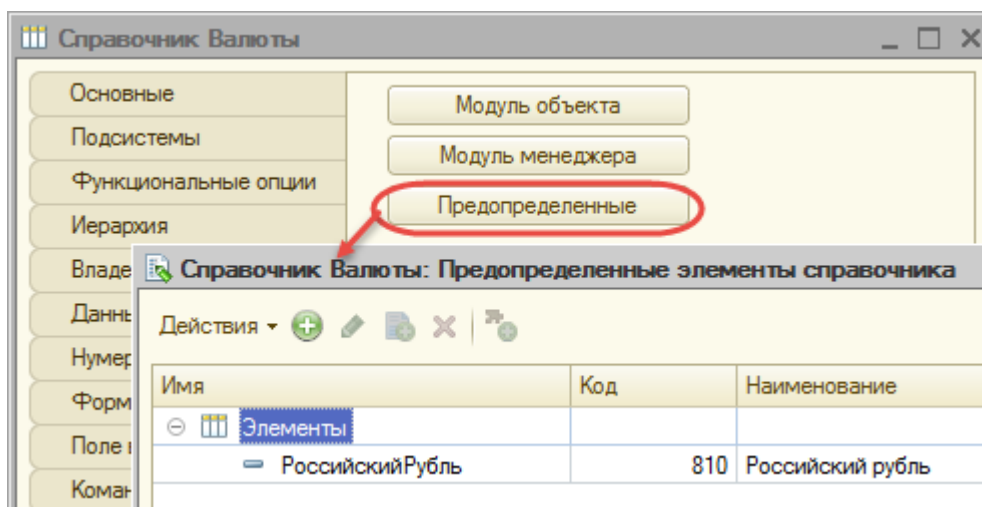 Справочник Валюты
Основные
Модуль объекта
Подсистемы
Модуль менеджера
Функциональные опции
Предопределенные
Иерархия
Владе
Справочник Валюты: Предопределенные элементы справочника
Данны
Действия
Нумер
Имя Код Наименование
Форм
Элементы
Поле
РоссийскийРубль 810 Российский рубль
Коман